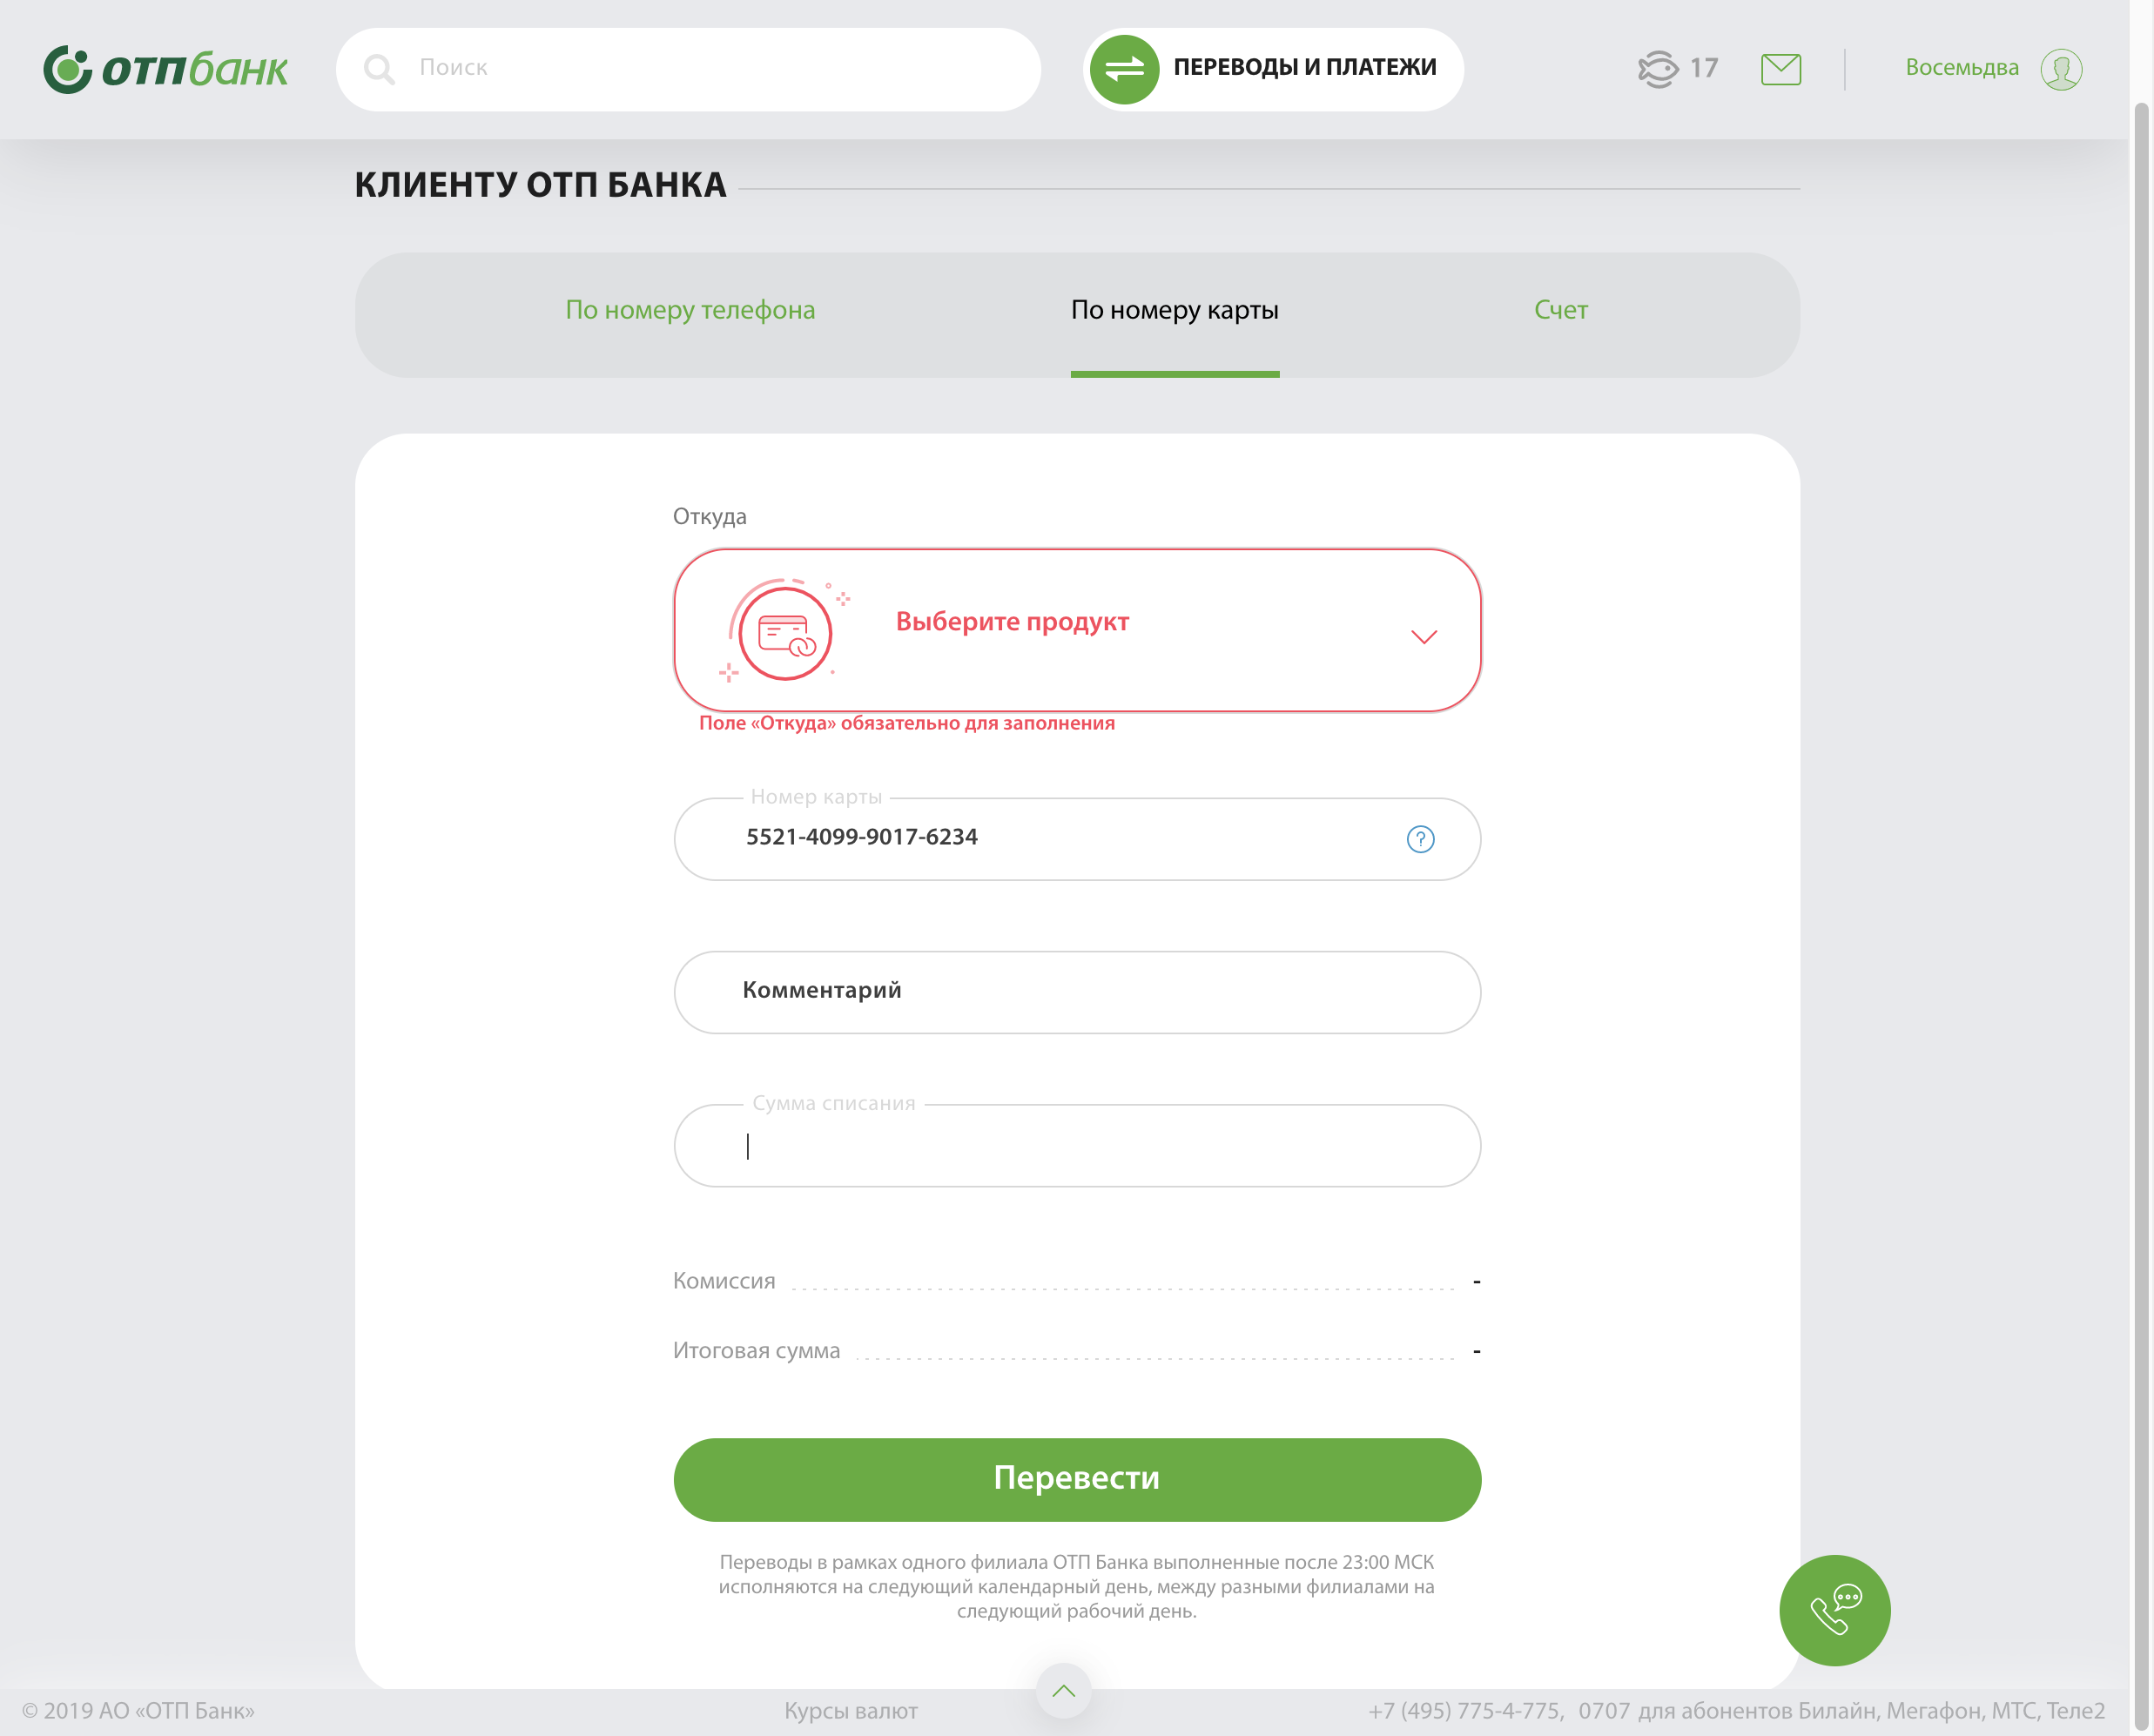 отпбанк
Поиск
ПЕРЕВОДЫ И ПЛАТЕЖИ
17
Восемьдва
КЛИЕНТУ ОТП БАНКА
По номеру телефона
По номеру карты
Счет
Откуда
Выберите продукт
Поле «Откуда» обязательно для заполнения
Номер карты
5521-4099-9017-6234
Комментарий
Сумма списания
Комиссия -
Итоговая сумма -
Перевести
Переводы в рамках одного филиала ОТП Банка выполненные после 23:00 МСК
исполняются на следующий календарный день, между разными филиалами на
следующий рабочий день.
© 2019 АО «ОТП Банк»
Курсы валют
+7 (495) 775-4-775, 0707 для абонентов Билайн, Мегафон, МТС, Теле2